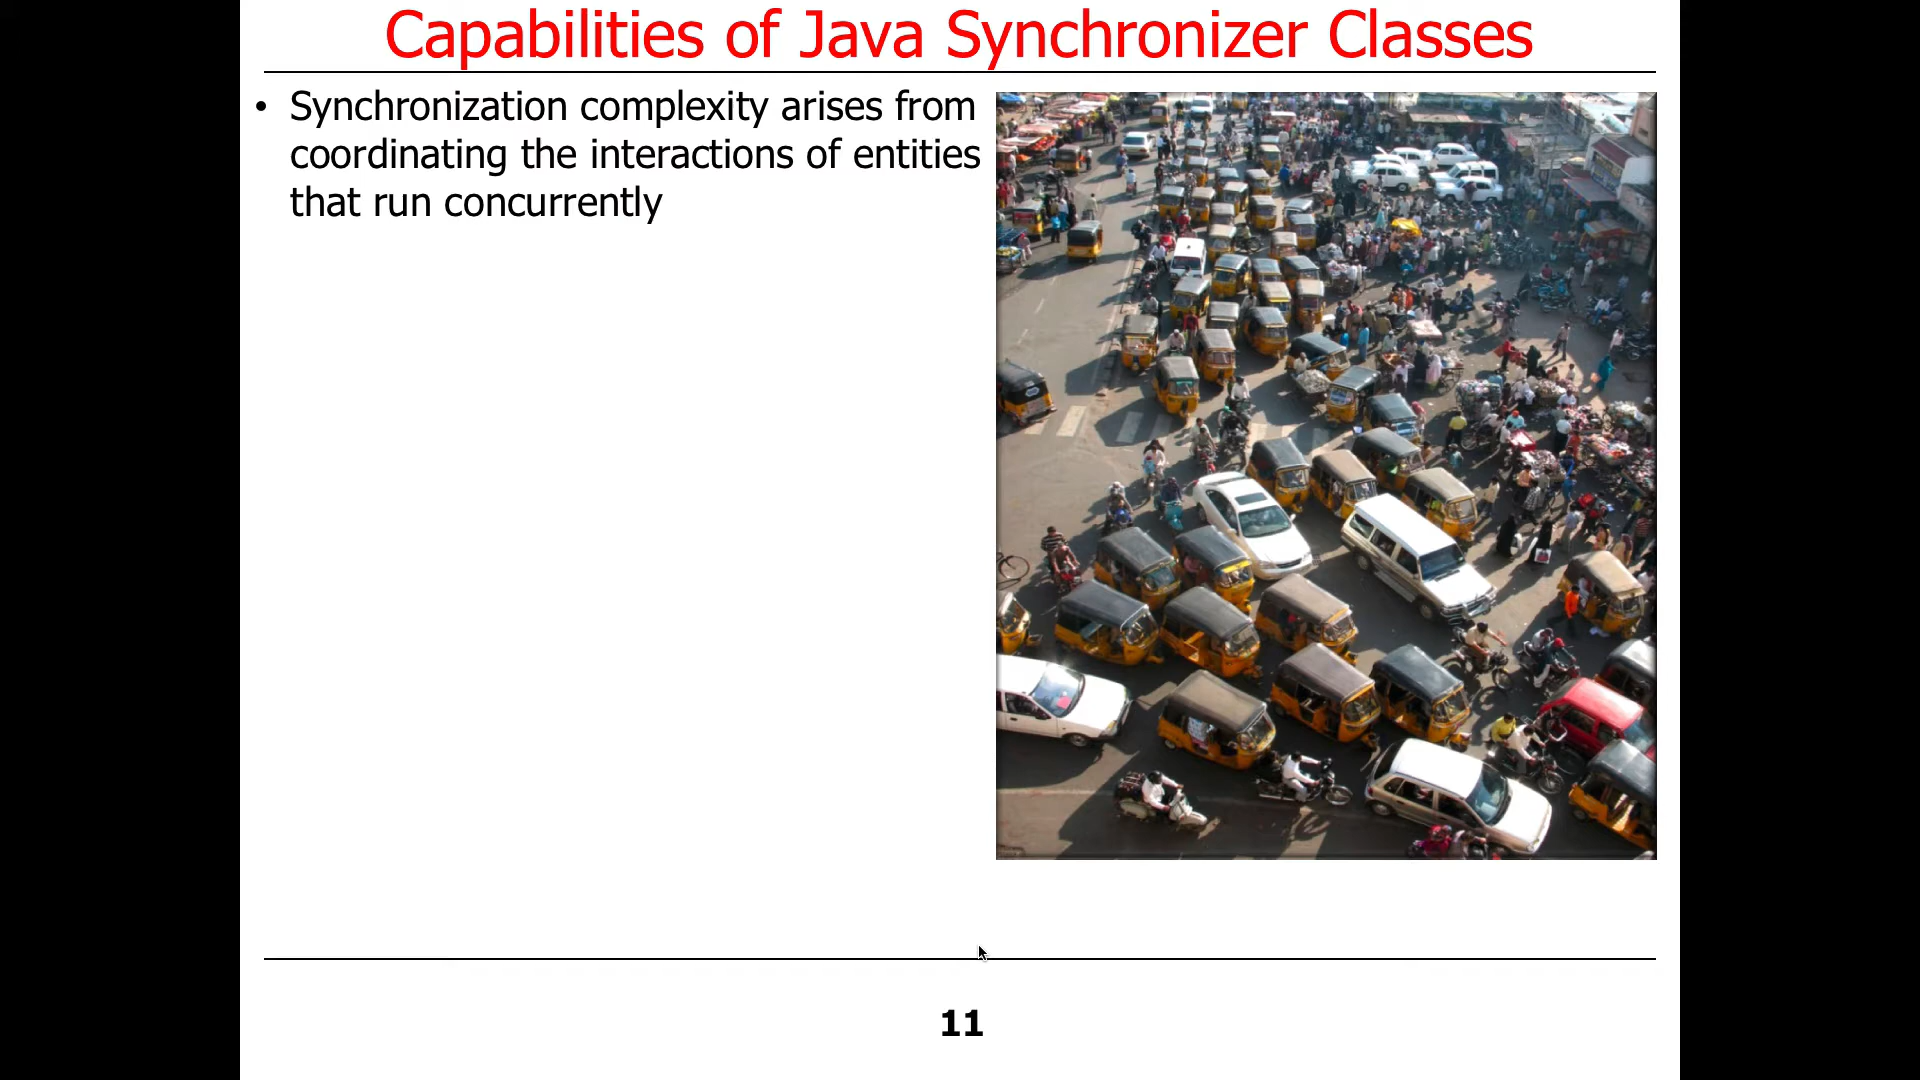 Capabilities of Java Synchronizer Classes
• Synchronization complexity arises from
coordinating the interactions of entities
that run concurrently
11